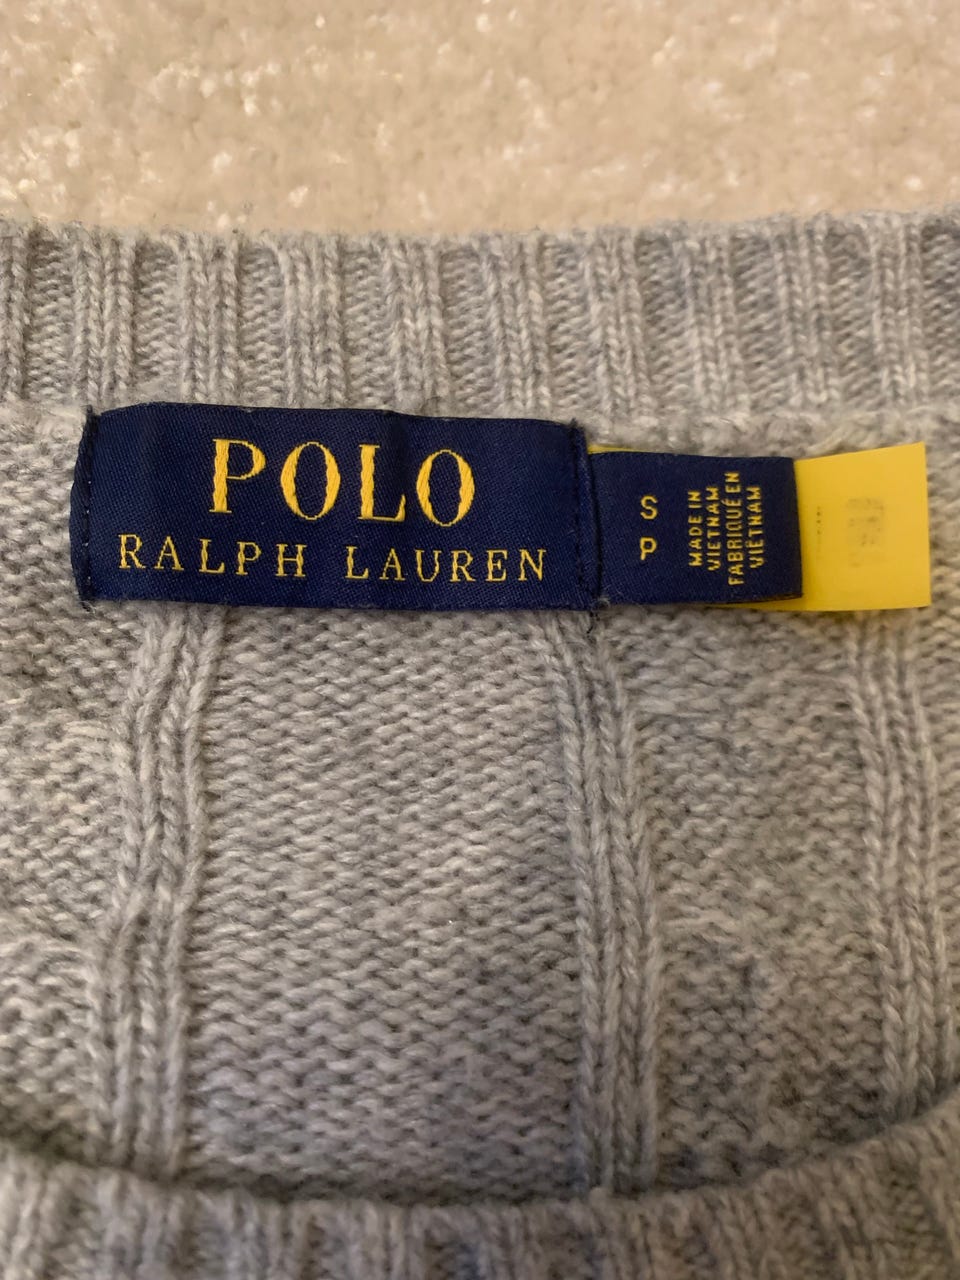 POLO
RALPH LAUREN
S
P
MADE IN
VIETNAM
FABRIQUÉ EN
VIETNAM